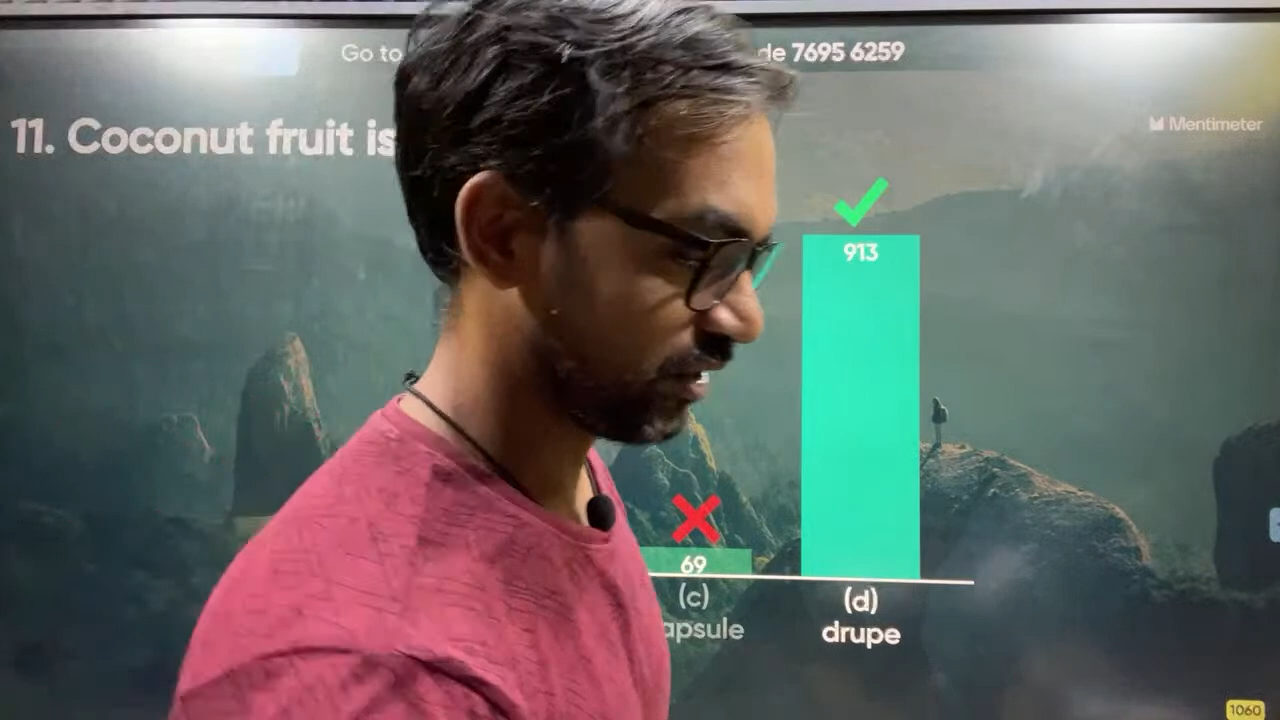 Go to
de 7695 6259
11. Coconut fruit is
Mentimeter
913
69
(c)
apsule
(d)
drupe
1060